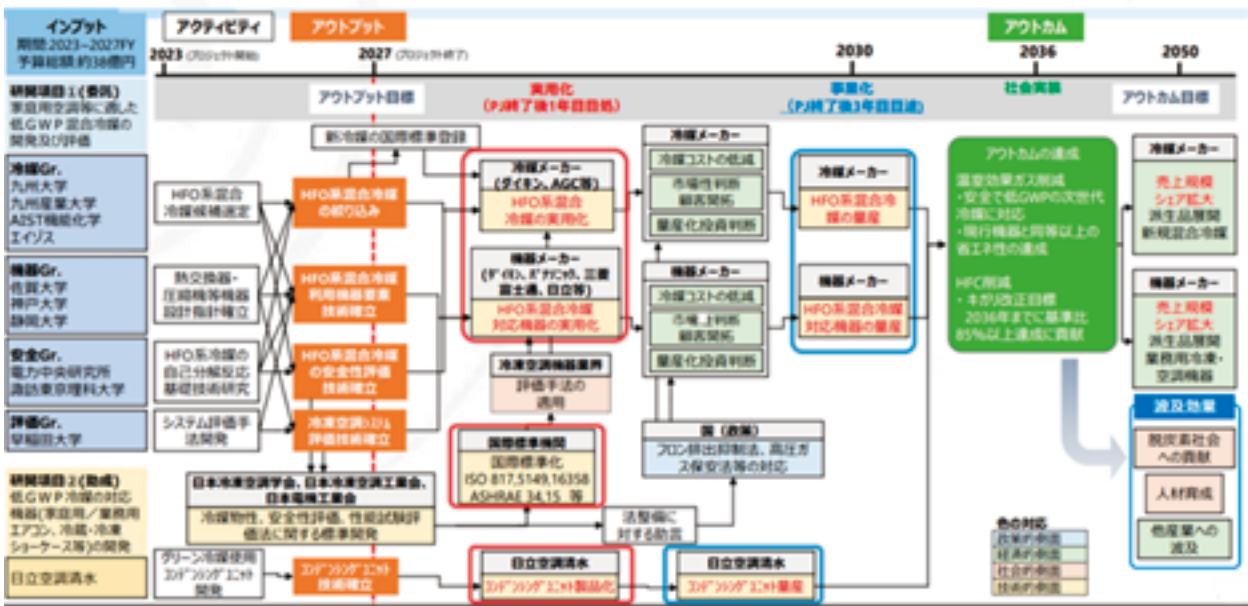 インプット
期間:2023~2027FY
予算総額:約38億円
アクティビティ
アウトプット
アウトカム
2023 (プロジェクト開始)
2027 (プロジェクト終了)
2030
2036
2050
アウトプット目標
実用化
(PJ終了後1年目目処)
事業化
(PJ終了後3年目目途)
社会実装
アウトカム目標
研開項目1(委託)
家庭用空調等に適した
低GWP混合冷媒の
開発及び評価
冷媒Gr.
九州大学
九州産業大学
AIST機能化学
エイゾス
機器Gr.
佐賀大学
神戸大学
静岡大学
安全Gr.
電力中央研究所
諏訪東京理科大学
評価Gr.
早稲田大学
研開項目2(助成)
低GWP冷媒の対応
機器(家庭用/業務用
エアコン、冷蔵・冷凍
ショーケース等)の開発
日立空調清水
HFO系混合
冷媒候補選定
熱交換器・
圧縮機等機器
設計指針確立
HFO系冷媒の
自己分解反応
基礎技術研究
システム評価手
法開発
グリーン冷媒使用
コンデンシングユニット
開発
新冷媒の国際標準登録
HFO系混合冷媒
の絞り込み
HFO系混合冷媒
利用機器要素
技術確立
HFO系混合冷媒
の安全性評価
技術確立
冷凍空調システム
評価技術確立
日本冷凍空調学会、日本冷凍空調工業会、
日本電機工業会
冷媒物性、安全性評価、性能試験評
価法に関する標準開発
コンデンシングユニット
技術確立
冷媒メーカー
(ダイキン、AGC等)
HFO系混合
冷媒の実用化
機器メーカー
(ダイキン、パナソニック、三菱
富士通、日立等)
HFO系混合冷媒
対応機器の実用化
冷凍空調機器業界
評価手法の
適用
国際標準機関
国際標準化
ISO 817,5149,16358
ASHRAE 34,15 等
法整備に
対する助言
日立空調清水
コンデンシングユニット製品化
冷媒メーカー
冷媒コストの低減
市場性判断
顧客開拓
量産化投資判断
機器メーカー
冷媒コストの低減
顧客開拓
量産化投資判断
国(政策)
フロン排出抑制法、高圧ガ
ス保安法等の対応
日立空調清水
コンデンシングユニット量産
冷媒メーカー
HFO系混合冷
媒の量産
機器メーカー
HFO系混合冷媒
対応機器の量産
アウトカムの達成
温室効果ガス削減
・安全で低GWPの次世代
冷媒に対応
・現行機器と同等以上の
省エネ性の達成
HFC削減
・キガリ改正目標
2036年までに基準比
85%以上達成に貢献
冷媒メーカー
売上規模
シェア拡大
派生品展開
新規混合冷媒
機器メーカー
売上規模
シェア拡大
派生品展開
業務用冷凍・
空調機器
波及効果
脱炭素社会
への貢献
人材育成
他産業への
波及
色の対応
政策的側面
経済的側面
社会的側面
技術的側面